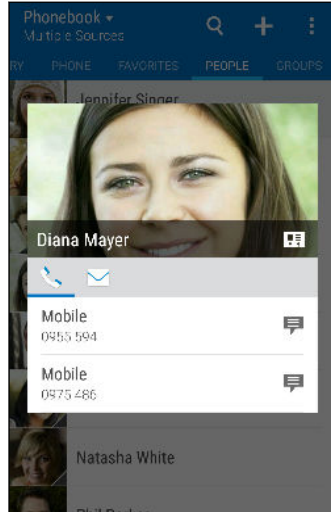 Phonebook
Multiple Sources
RY PHONE FAVORITES PEOPLE GROUPS
Jennifer Singer
Diana Mayer
Mobile
0955 594
Mobile
0975 486
Natasha White